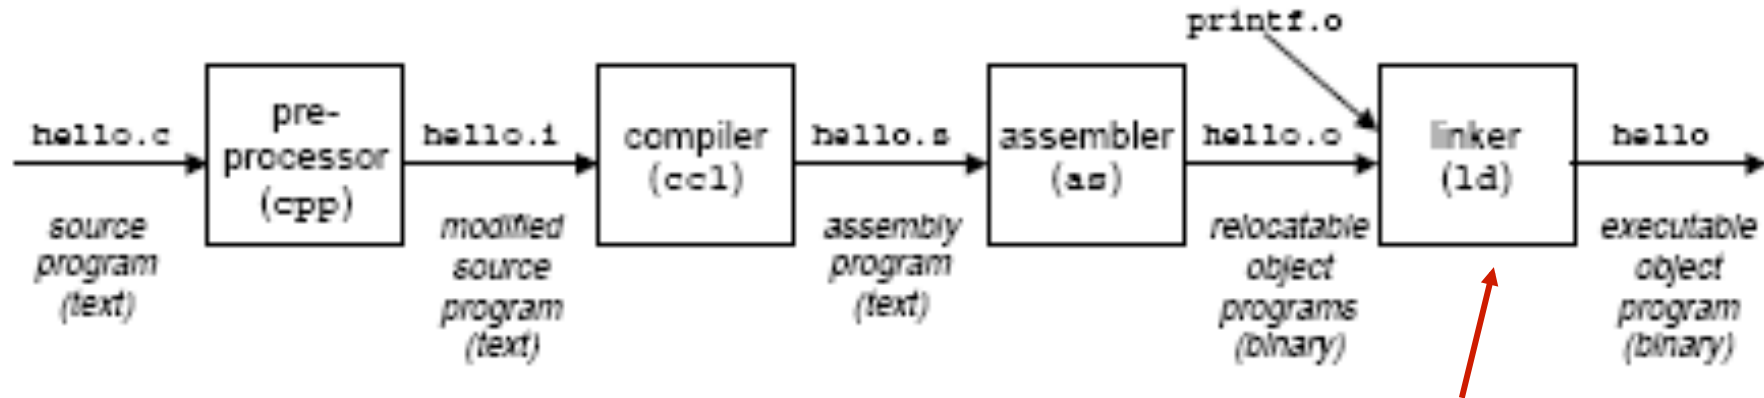 printf.o
hello.c
pre-
processor
(cpp)
hello.i
compiler
(cc1)
hello.s
assembler
(as)
hello.o
linker
(ld)
hello
source
program
(text)
modified
source
program
(text)
assembly
program
(text)
relocatable
object
programs
(binary)
executable
object
program
(binary)